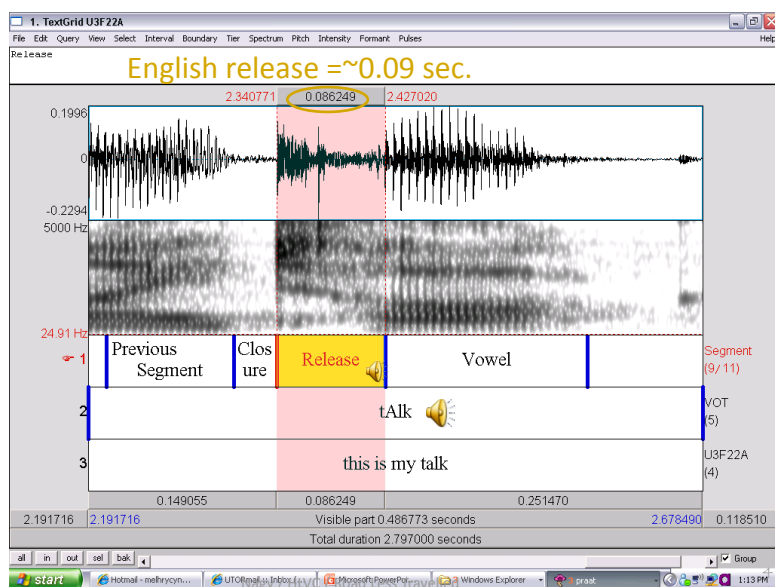 1. TextGrid U3F22A
File Edit Query View Select Interval Boundary Tier Spectrum Pitch Intensity Formant Pulses Help
Release
English release =~0.09 sec.
2.340771 0.086249 2.427020
0.1996
0
-0.2294
5000 Hz
24.91 Hz
1 Previous Segment Clos ure Release Vowel Segment (9/11)
2 tAlk VOT (5)
3 this is my talk U3F22A (4)
0.149055 0.086249 0.251470
2.191716 2.191716 Visible part 0.486773 seconds 2.678490 0.118510
Total duration 2.797000 seconds
all in out sel bak Group
start Hotmail - melhrycyn... Microsoft PowerPoi... 2 Windows Explorer praat 1:13 PM